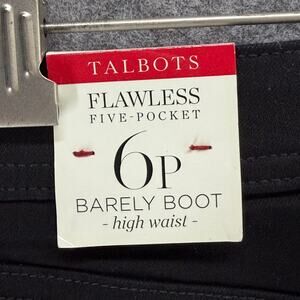 TALBOTS
FLAWLESS
FIVE-POCKET
6P
BARELY BOOT
- high waist -